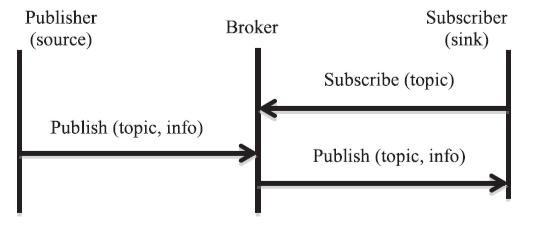 Publisher
(source)
Broker
Subscriber
(sink)
Subscribe (topic)
Publish (topic, info)
Publish (topic, info)